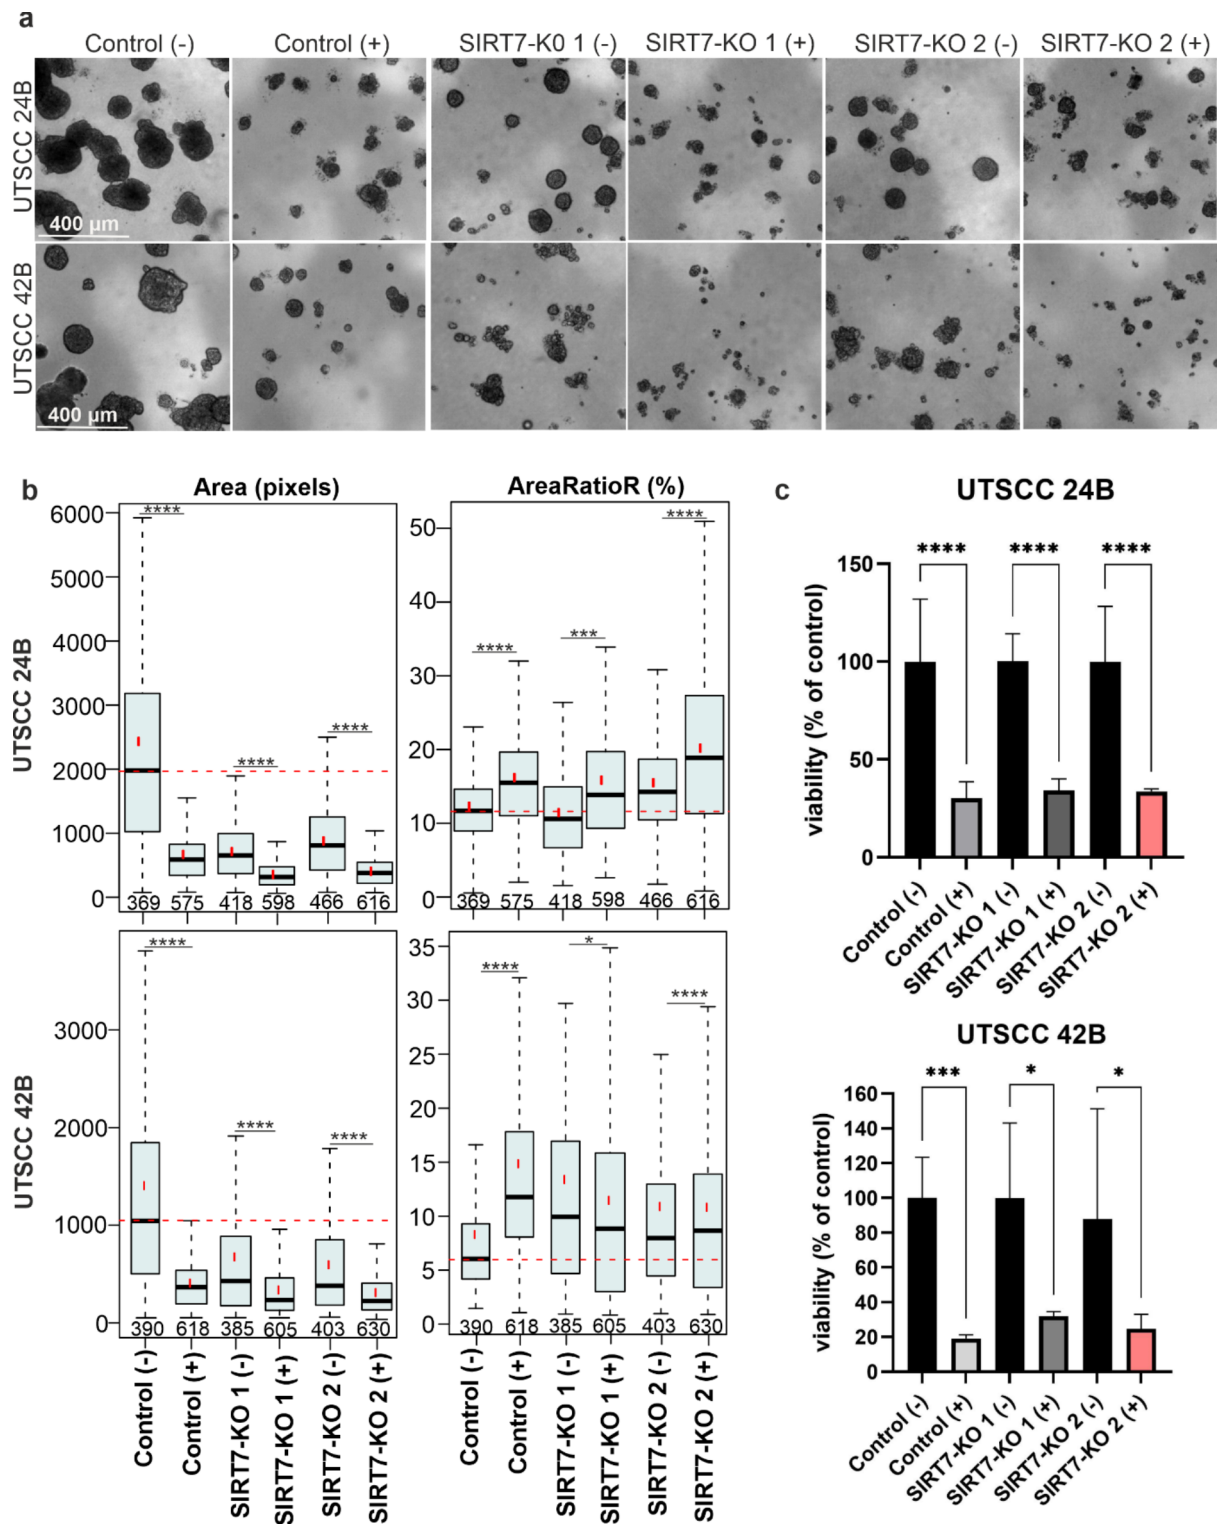 a
Control (-) Control (+) SIRT7-K0 1 (-) SIRT7-KO 1 (+) SIRT7-KO 2 (-) SIRT7-KO 2 (+)
UTSCC 24B
400 µm
UTSCC 42B
400 µm
b
Area (pixels) AreaRatioR (%)
UTSCC 24B
6000
5000
4000
3000
2000
1000
0
**** **** ****
369 575 418 598 466 616
50
40
30
20
10
0
**** *** ****
369 575 418 598 466 616
UTSCC 42B
3000
2000
1000
0
**** **** ****
390 618 385 605 403 630
35
30
25
20
15
10
5
0
**** * ****
390 618 385 605 403 630
Control (-) Control (+) SIRT7-KO 1 (-) SIRT7-KO 1 (+) SIRT7-KO 2 (-) SIRT7-KO 2 (+)
Control (-) Control (+) SIRT7-KO 1 (-) SIRT7-KO 1 (+) SIRT7-KO 2 (-) SIRT7-KO 2 (+)
c
UTSCC 24B
viability (% of control)
150
100
50
0
**** **** ****
Control (-) Control (+) SIRT7-KO 1 (-) SIRT7-KO 1 (+) SIRT7-KO 2 (-) SIRT7-KO 2 (+)
UTSCC 42B
viability (% of control)
160
140
120
100
80
60
40
20
0
*** * *
Control (-) Control (+) SIRT7-KO 1 (-) SIRT7-KO 1 (+) SIRT7-KO 2 (-) SIRT7-KO 2 (+)